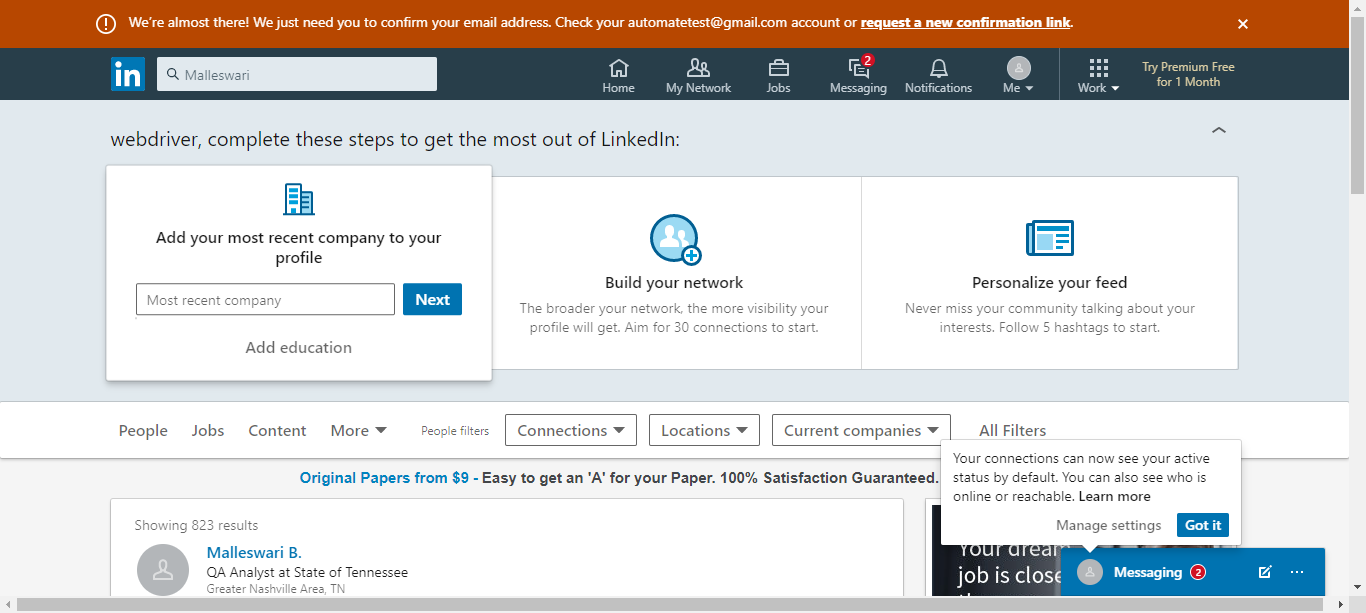 We're almost there! We just need you to confirm your email address. Check your automatetest@gmail.com account or request a new confirmation link.
in Malleswari
Home My Network Jobs Messaging 2 Notifications Me Work Try Premium Free
for 1 Month
webdriver, complete these steps to get the most out of LinkedIn:
Add your most recent company to your
profile
Most recent company Next
Add education
Build your network
The broader your network, the more visibility your
profile will get. Aim for 30 connections to start.
Personalize your feed
Never miss your community talking about your
interests. Follow 5 hashtags to start.
People Jobs Content More People filters Connections Locations Current companies All Filters
Your connections can now see your active
status by default. You can also see who is
online or reachable. Learn more
Manage settings Got it
Original Papers from $9 - Easy to get an 'A' for your Paper. 100% Satisfaction Guaranteed.
Showing 823 results
Malleswari B.
QA Analyst at State of Tennessee
Greater Nashville Area, TN
Your dream
job is close
Messaging 2